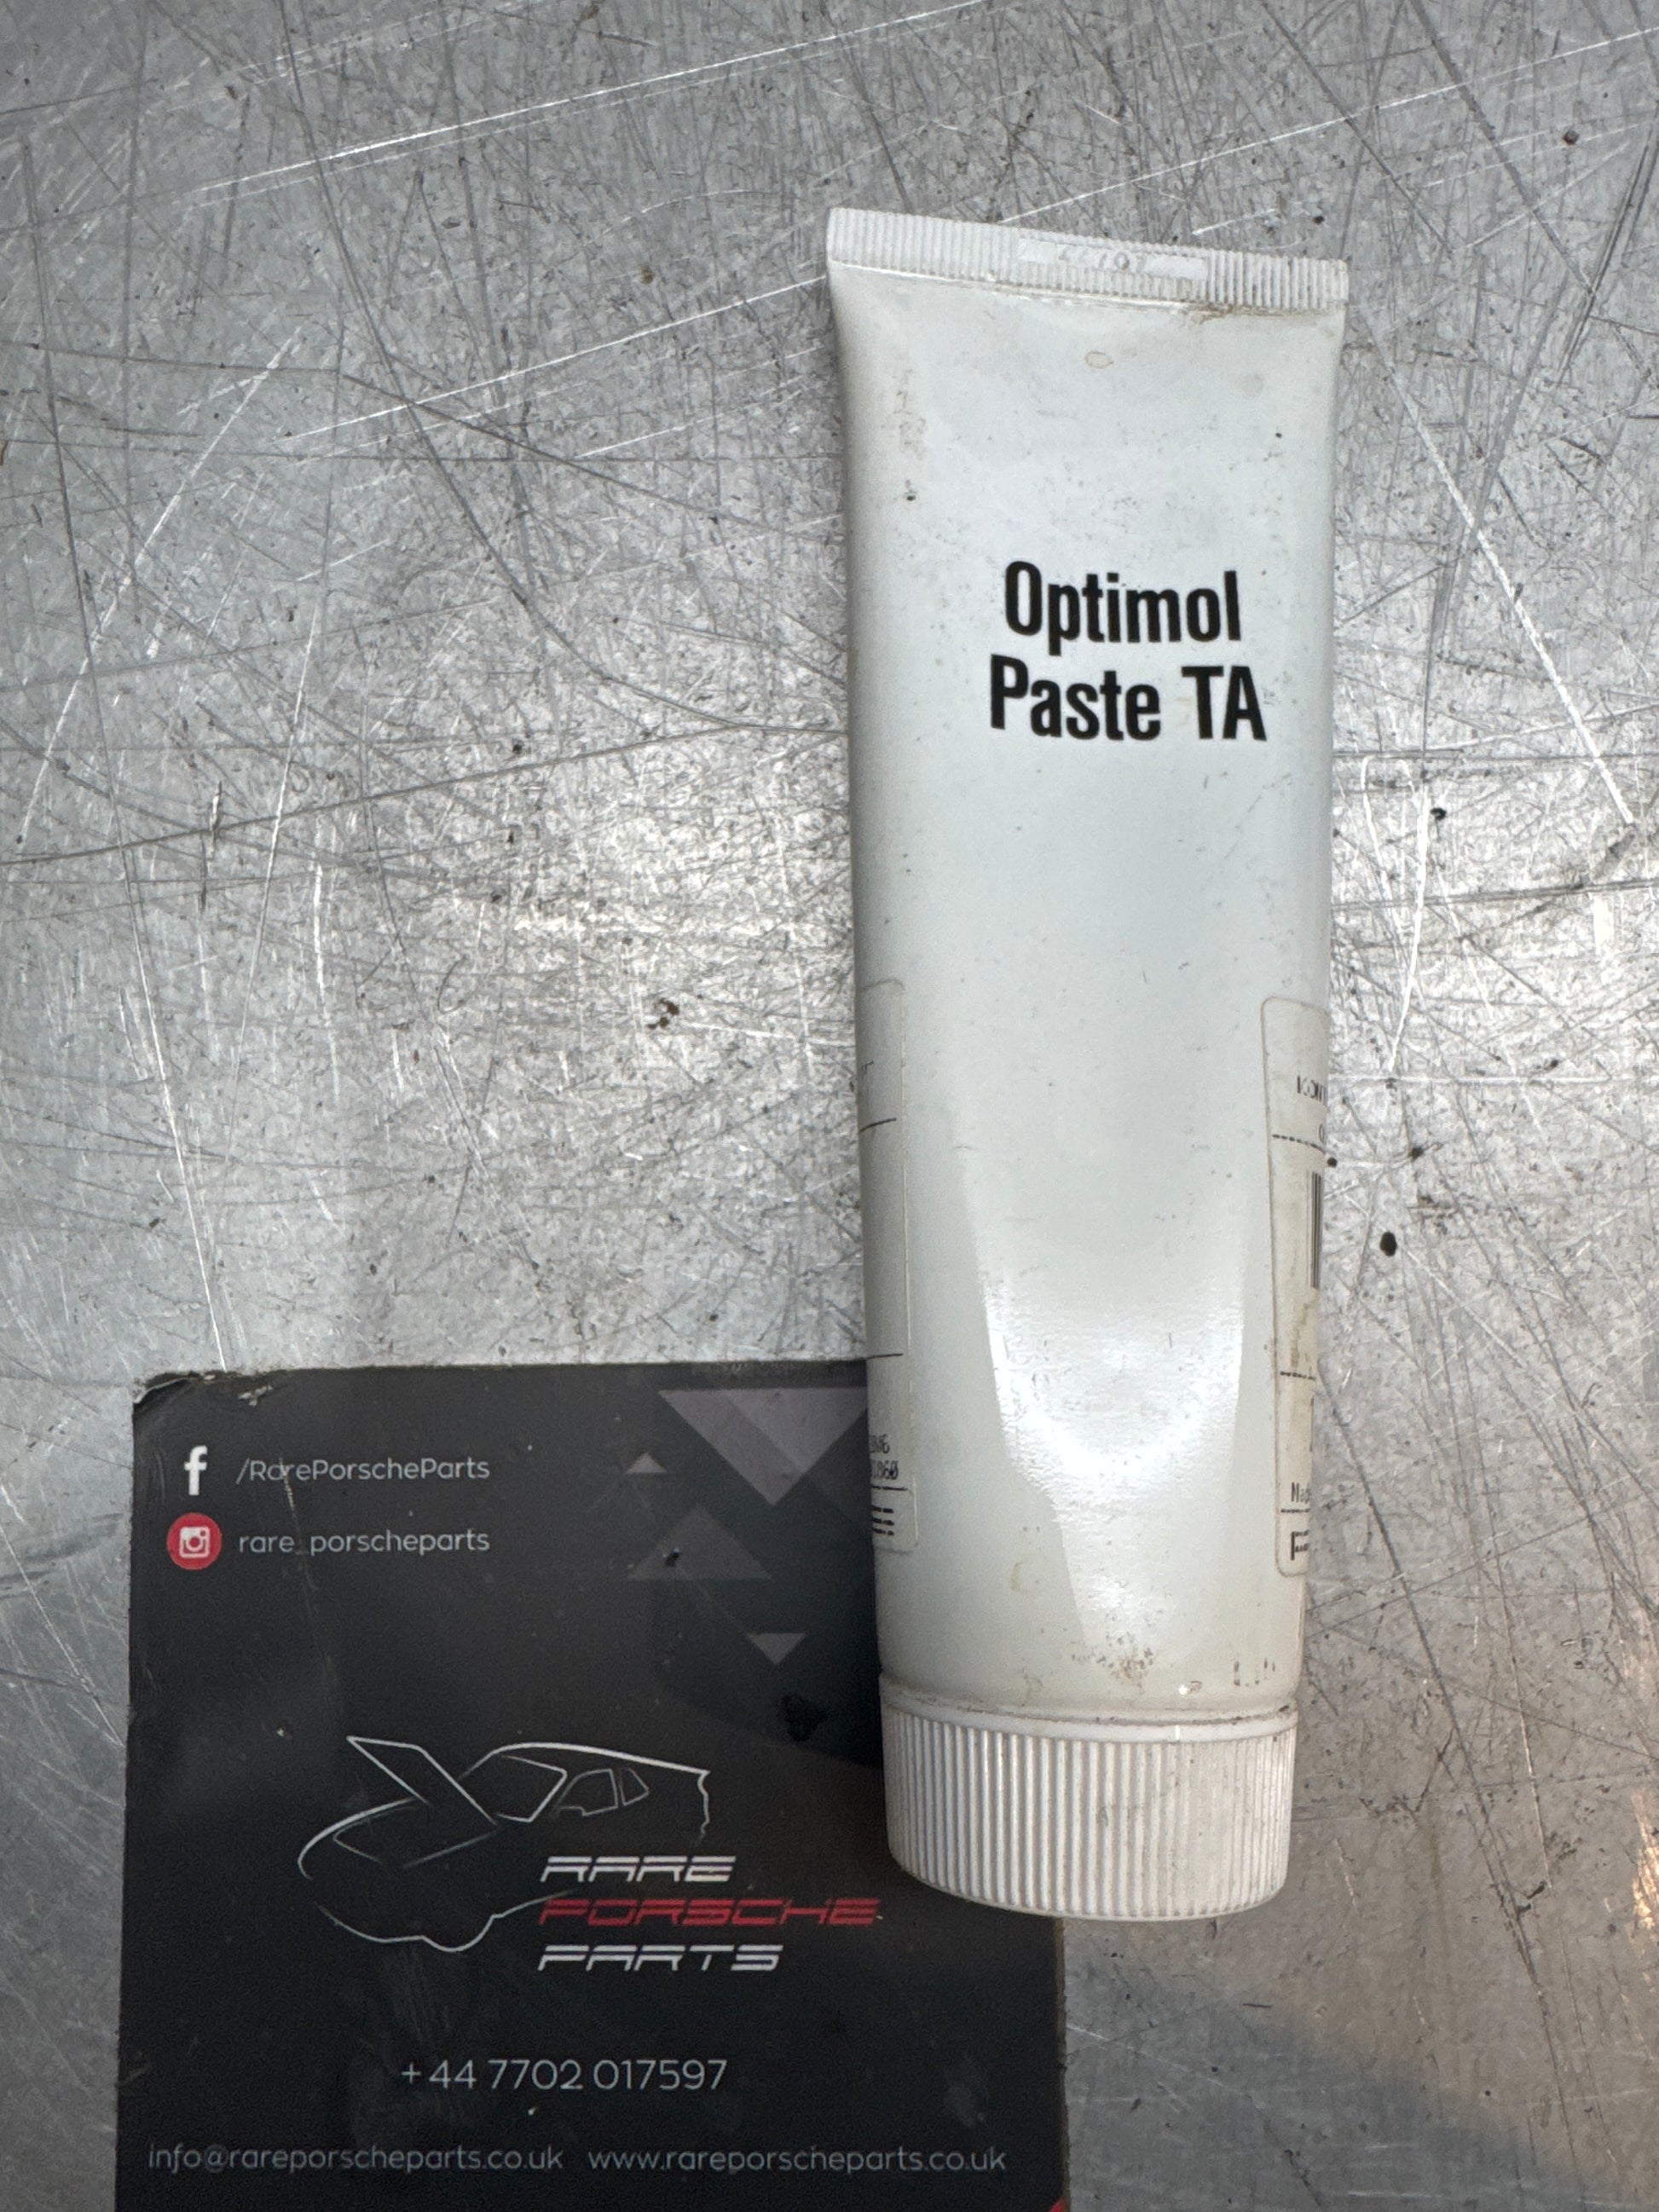 Optimol
Paste TA
/RarePorscheParts
rare_porscheparts
RARE
PORSCHE
PARTS
+44 7702 017597
info@rareporscheparts.co.uk www.rareporscheparts.co.uk